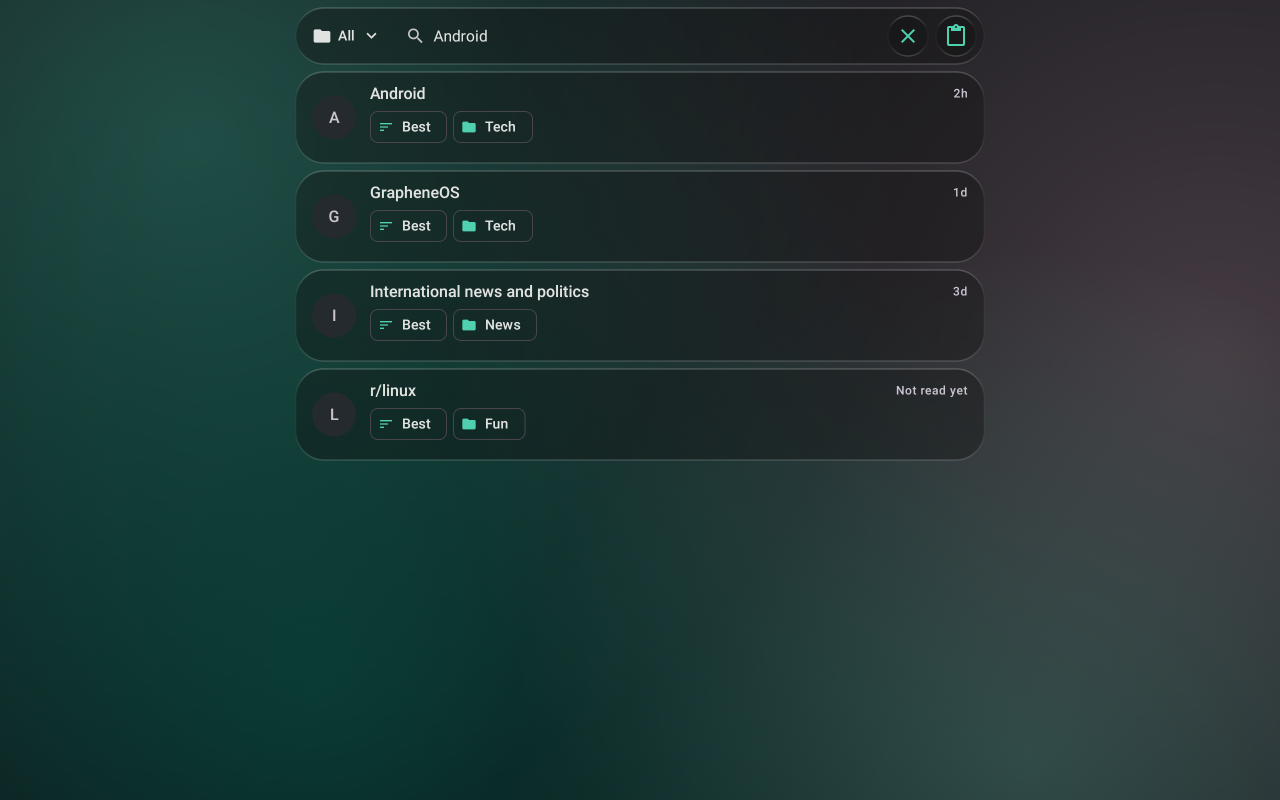 All Android
A Android 2h
Best Tech
G GrapheneOS 1d
Best Tech
I International news and politics 3d
Best News
L r/linux Not read yet
Best Fun